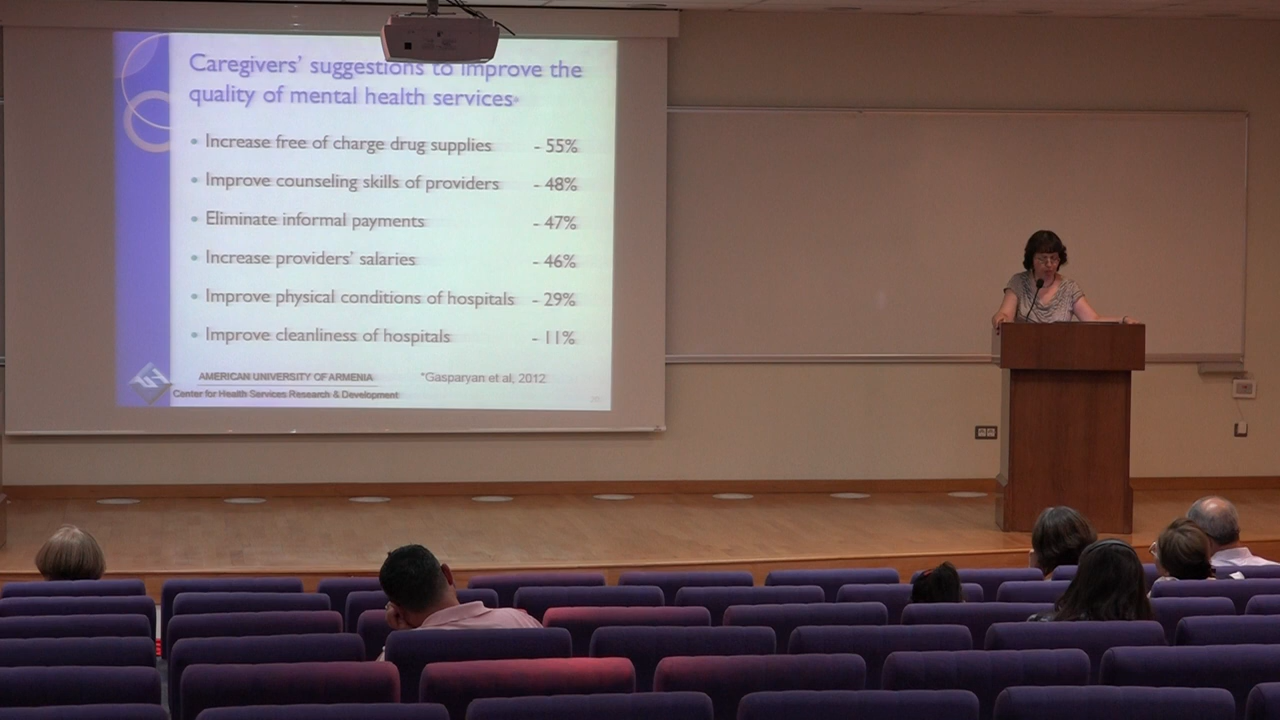 Caregivers' suggestions to improve the
quality of mental health services*
• Increase free of charge drug supplies - 55%
• Improve counseling skills of providers - 48%
• Eliminate informal payments - 47%
• Increase providers' salaries - 46%
• Improve physical conditions of hospitals - 29%
• Improve cleanliness of hospitals - 11%
AMERICAN UNIVERSITY OF ARMENIA
*Gasparyan et al, 2012
Center for Health Services Research & Development